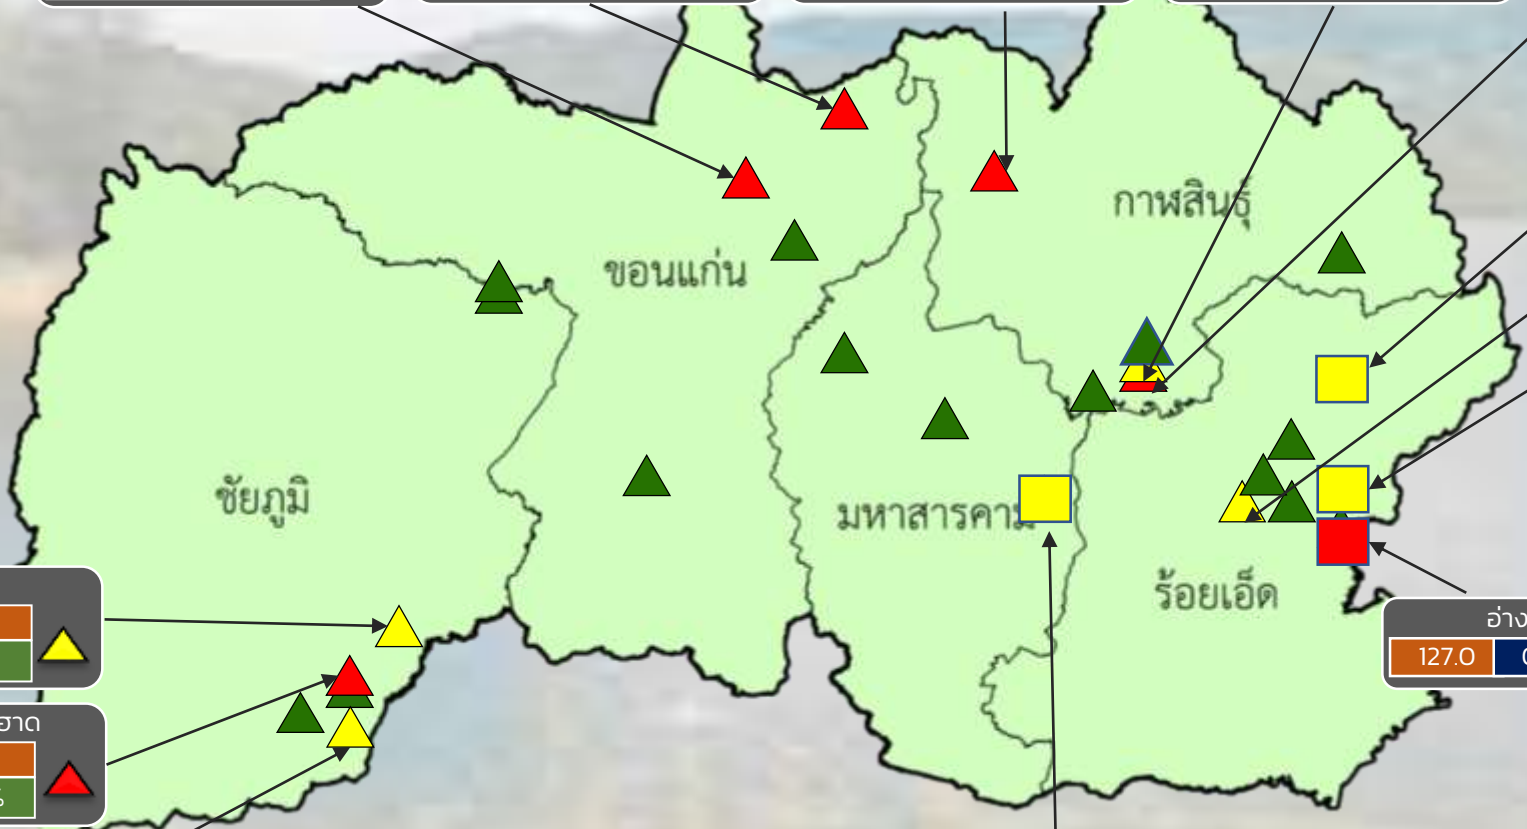 กาฬสินธุ์
ขอนแก่น
ชัยภูมิ
มหาสารคาม
ร้อยเอ็ด
อ่าง
127.0
ฮาด
%